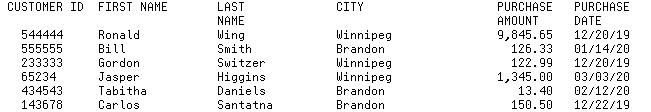 CUSTOMER ID FIRST NAME LAST CITY PURCHASE PURCHASE
NAME AMOUNT DATE
544444 Ronald Wing Winnipeg 9,845.65 12/20/19
555555 Bill Smith Brandon 126.33 01/14/20
233333 Gordon Switzer Winnipeg 122.99 12/20/19
65234 Jasper Higgins Winnipeg 1,345.00 03/03/20
434543 Tabitha Daniels Brandon 13.40 02/12/20
143678 Carlos Santatna Brandon 150.50 12/22/19